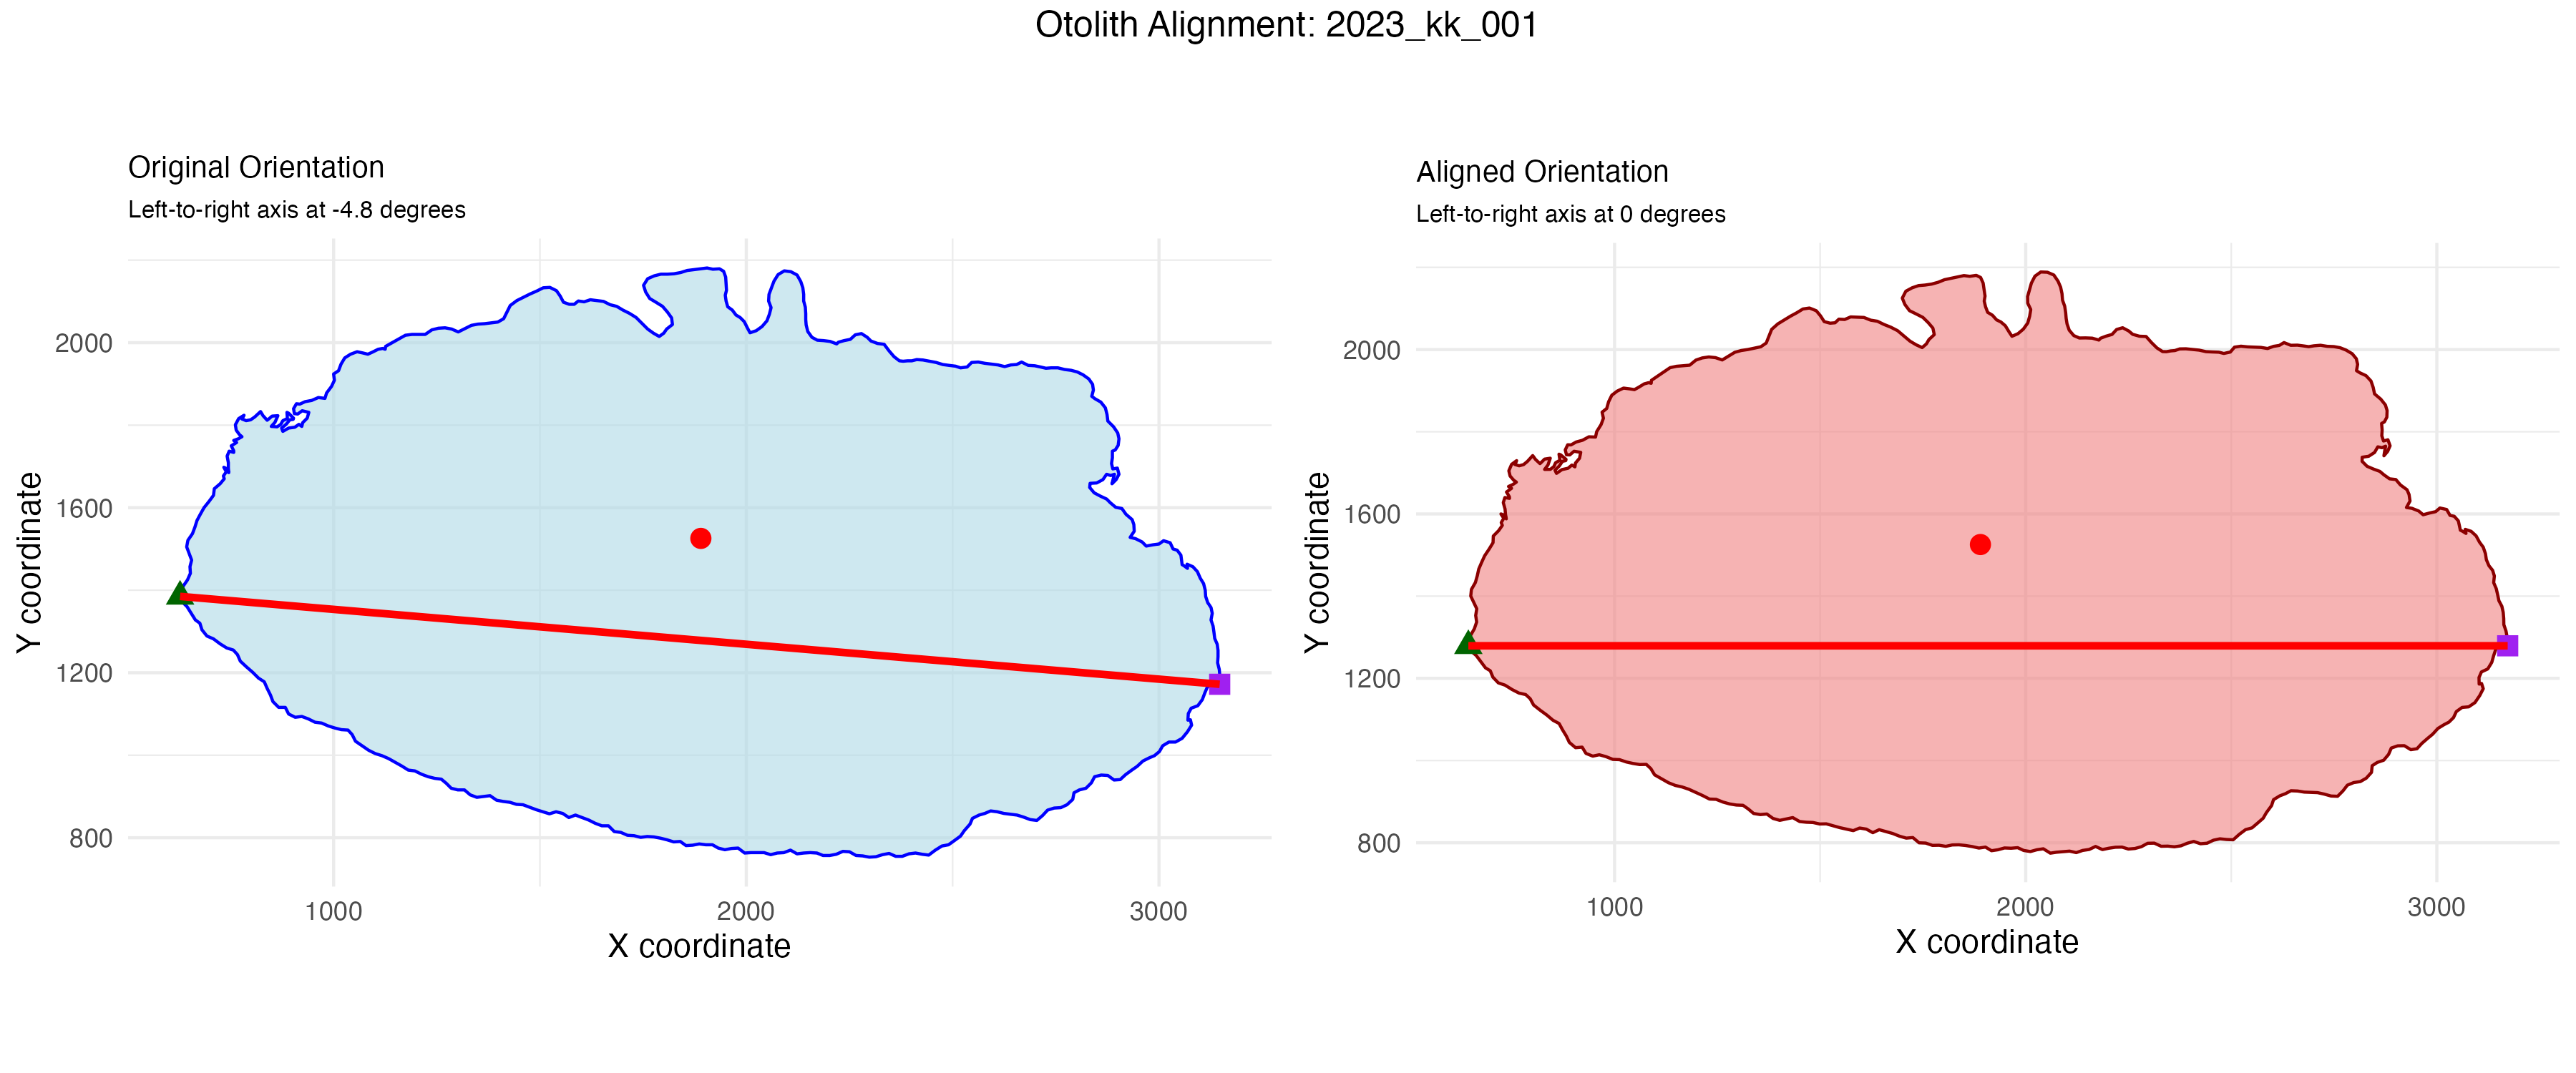 Otolith Alignment: 2023_kk_001
Original Orientation
Left-to-right axis at -4.8 degrees
Y coordinate
2000
1600
1200
800
1000
2000
3000
X coordinate
Aligned Orientation
Left-to-right axis at 0 degrees
Y coordinate
2000
1600
1200
800
1000
2000
3000
X coordinate